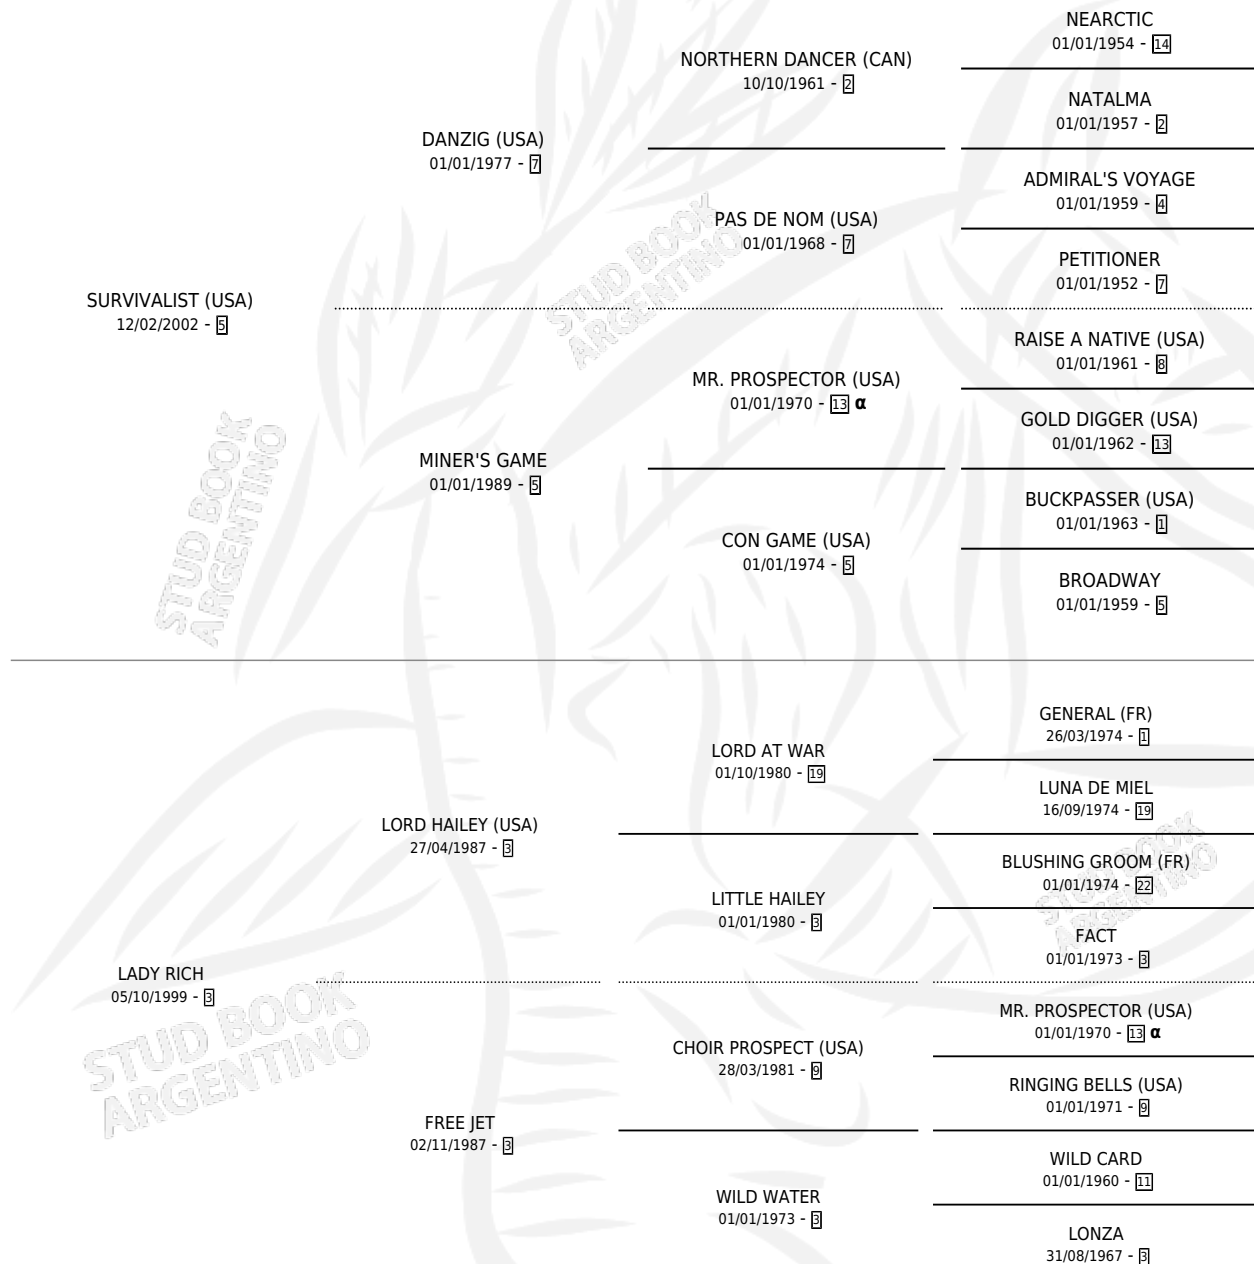 NEARCTIC
01/01/1954 - 14
NORTHERN DANCER (CAN)
10/10/1961 - 2
NATALMA
01/01/1957 - 2
DANZIG (USA)
01/01/1977 - 7
ADMIRAL'S VOYAGE
01/01/1959 - 4
PAS DE NOM (USA)
01/01/1968 - 7
PETITIONER
01/01/1952 - 7
SURVIVALIST (USA)
12/02/2002 - 5
RAISE A NATIVE (USA)
01/01/1961 - 8
MR. PROSPECTOR (USA)
01/01/1970 - 13 α
GOLD DIGGER (USA)
01/01/1962 - 13
MINER'S GAME
01/01/1989 - 5
BUCKPASSER (USA)
01/01/1963 - 1
CON GAME (USA)
01/01/1974 - 5
BROADWAY
01/01/1959 - 5
GENERAL (FR)
26/03/1974 - 1
LORD AT WAR
01/10/1980 - 19
LUNA DE MIEL
16/09/1974 - 19
LORD HAILEY (USA)
27/04/1987 - 3
BLUSHING GROOM (FR)
01/01/1974 - 22
LITTLE HAILEY
01/01/1980 - 3
FACT
01/01/1973 - 3
LADY RICH
05/10/1999 - 3
MR. PROSPECTOR (USA)
01/01/1970 - 13 α
CHOIR PROSPECT (USA)
28/03/1981 - 9
RINGING BELLS (USA)
01/01/1971 - 9
FREE JET
02/11/1987 - 3
WILD CARD
01/01/1960 - 11
WILD WATER
01/01/1973 - 3
LONZA
31/08/1967 - 3
STUD BOOK
ARGENTINO
STUD BOOK
ARGENTINO
STUD BOOK
ARGENTINO
STUD BOOK
ARGENTINO